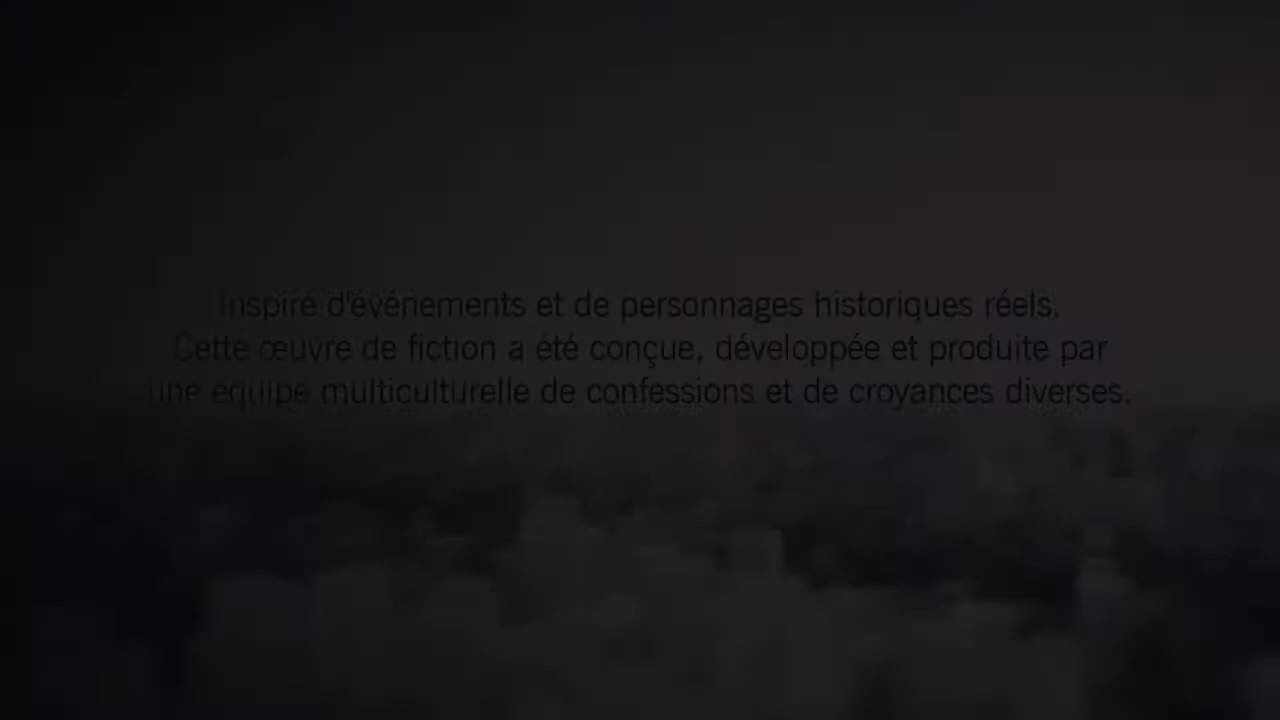 Inspiré d'événements et de personnages historiques réels.
Cette œuvre de fiction a été conçue, développée et produite par
une équipe multiculturelle de confessions et de croyances diverses.